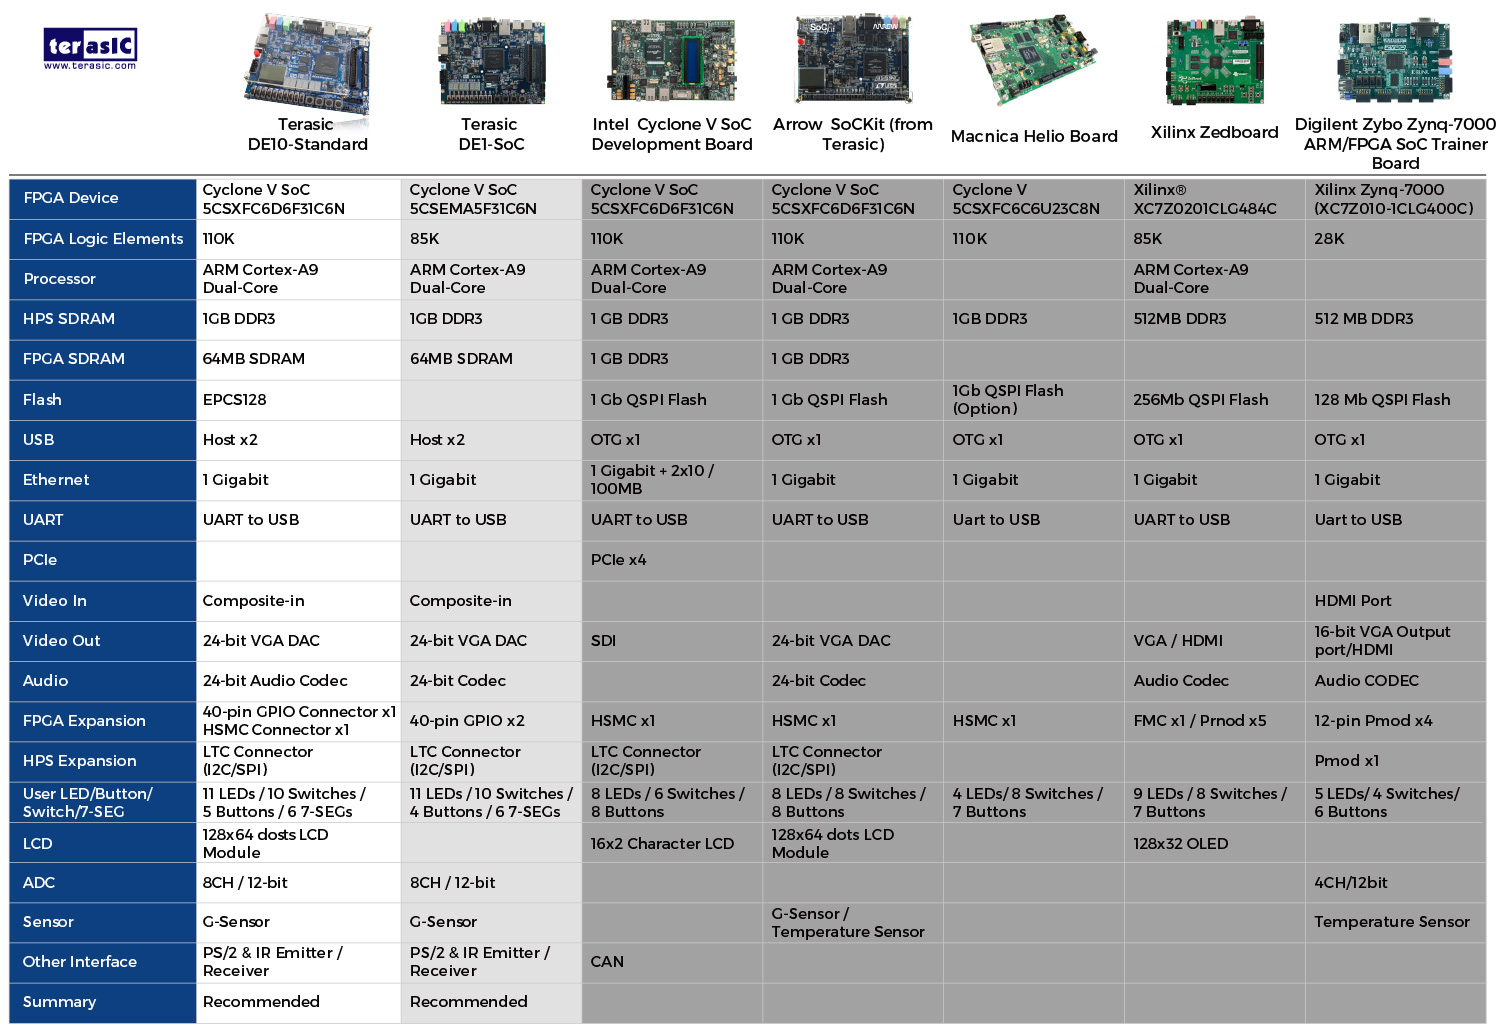 terasIC
www.terasic.com
SoCKit
ARROW
Terasic
DE10-Standard
Terasic
DE1-SoC
Intel Cyclone V SoC
Development Board
Arrow SoCKit (from
Terasic)
Macnica Helio Board
Xilinx Zedboard
Digilent Zybo Zynq-7000
ARM/FPGA SoC Trainer
Board
FPGA Device
Cyclone V SoC
5CSXFC6D6F31C6N
Cyclone V SoC
5CSEMA5F31C6N
Cyclone V SoC
5CSXFC6D6F31C6N
Cyclone V SoC
5CSXFC6D6F31C6N
Cyclone V
5CSXFC6C6U23C8N
Xilinx®
XC7Z0201CLG484C
Xilinx Zynq-7000
(XC7Z010-1CLG400C)
FPGA Logic Elements
110K
85K
110K
110K
110K
85K
28K
Processor
ARM Cortex-A9
Dual-Core
ARM Cortex-A9
Dual-Core
ARM Cortex-A9
Dual-Core
ARM Cortex-A9
Dual-Core
ARM Cortex-A9
Dual-Core
HPS SDRAM
1GB DDR3
1GB DDR3
1 GB DDR3
1 GB DDR3
1GB DDR3
512MB DDR3
512 MB DDR3
FPGA SDRAM
64MB SDRAM
64MB SDRAM
1 GB DDR3
1 GB DDR3
Flash
EPCS128
1 Gb QSPI Flash
1 Gb QSPI Flash
1Gb QSPI Flash
(Option)
256Mb QSPI Flash
128 Mb QSPI Flash
USB
Host x2
Host x2
OTG x1
OTG x1
OTG x1
OTG x1
OTG x1
Ethernet
1 Gigabit
1 Gigabit
1 Gigabit + 2x10 /
100MB
1 Gigabit
1 Gigabit
1 Gigabit
1 Gigabit
UART
UART to USB
UART to USB
UART to USB
UART to USB
Uart to USB
UART to USB
Uart to USB
PCIe
PCIe x4
Video In
Composite-in
Composite-in
HDMI Port
Video Out
24-bit VGA DAC
24-bit VGA DAC
SDI
24-bit VGA DAC
VGA / HDMI
16-bit VGA Output
port/HDMI
Audio
24-bit Audio Codec
24-bit Codec
24-bit Codec
Audio Codec
Audio CODEC
FPGA Expansion
40-pin GPIO Connector x1
HSMC Connector x1
40-pin GPIO x2
HSMC x1
HSMC x1
HSMC x1
FMC x1 / Prnod x5
12-pin Pmod x4
HPS Expansion
LTC Connector
(I2C/SPI)
LTC Connector
(I2C/SPI)
LTC Connector
(I2C/SPI)
LTC Connector
(I2C/SPI)
Pmod x1
User LED/Button/
Switch/7-SEG
11 LEDs / 10 Switches /
5 Buttons / 6 7-SEGs
11 LEDs / 10 Switches /
4 Buttons / 6 7-SEGs
8 LEDs / 6 Switches /
8 Buttons
8 LEDs / 8 Switches /
8 Buttons
4 LEDs/ 8 Switches /
7 Buttons
9 LEDs / 8 Switches /
7 Buttons
5 LEDs/ 4 Switches/
6 Buttons
LCD
128x64 dosts LCD
Module
16x2 Character LCD
128x64 dots LCD
Module
128x32 OLED
ADC
8CH / 12-bit
8CH / 12-bit
4CH/12bit
Sensor
G-Sensor
G-Sensor
G-Sensor /
Temperature Sensor
Temperature Sensor
Other Interface
PS/2 & IR Emitter /
Receiver
PS/2 & IR Emitter /
Receiver
CAN
Summary
Recommended
Recommended